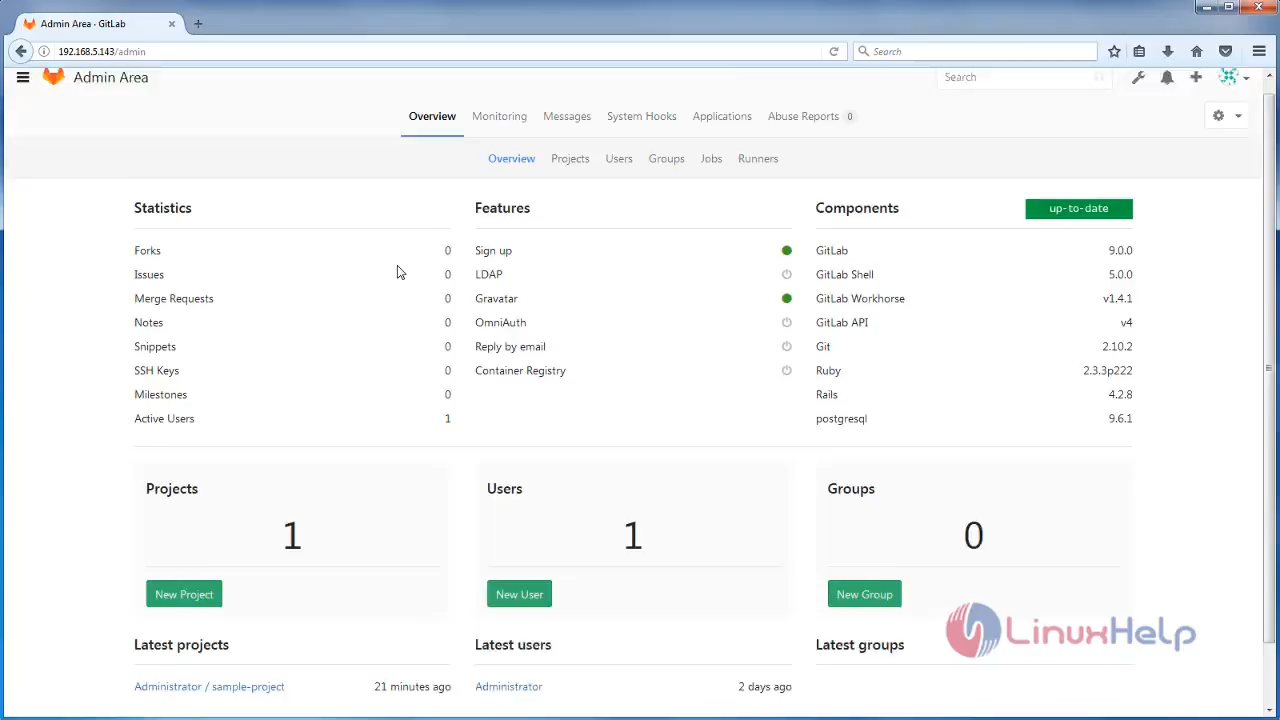 Admin Area · GitLab
192.168.5.143/admin
Search
Admin Area
Search
Overview Monitoring Messages System Hooks Applications Abuse Reports 0
Overview Projects Users Groups Jobs Runners
Statistics
Forks 0
Issues 0
Merge Requests 0
Notes 0
Snippets 0
SSH Keys 0
Milestones 0
Active Users 1
Features
Sign up
LDAP
Gravatar
OmniAuth
Reply by email
Container Registry
Components up-to-date
GitLab 9.0.0
GitLab Shell 5.0.0
GitLab Workhorse v1.4.1
GitLab API v4
Git 2.10.2
Ruby 2.3.3p222
Rails 4.2.8
postgresql 9.6.1
Projects
1
New Project
Users
1
New User
Groups
0
New Group
Latest projects
Administrator / sample-project 21 minutes ago
Latest users
Administrator 2 days ago
Latest groups
LinuxHelp